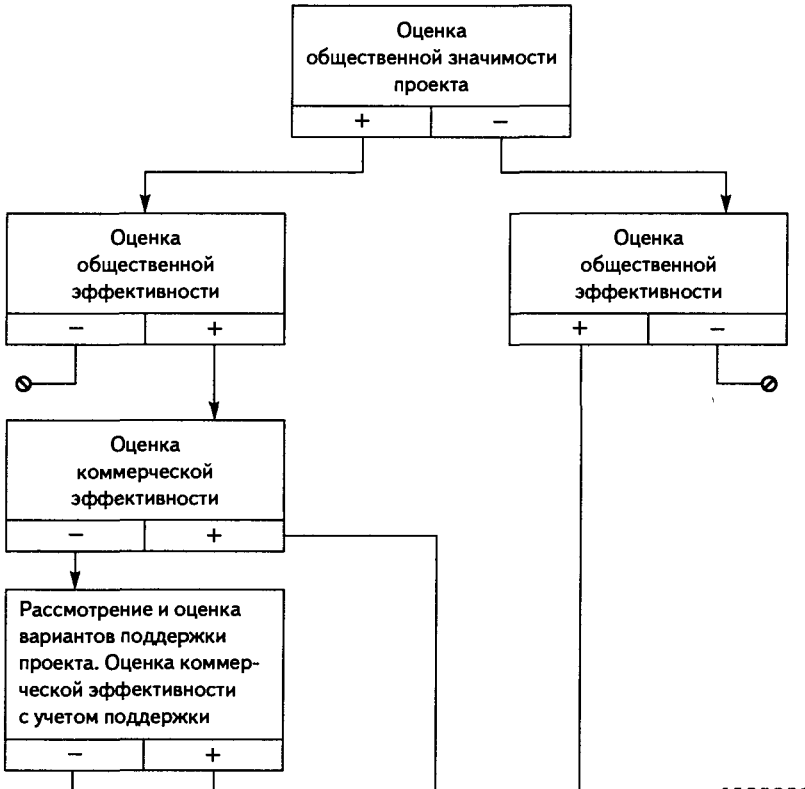 Оценка
общественной значимости
проекта
+ −
Оценка
общественной
эффективности
− +
Оценка
общественной
эффективности
+ −
Оценка
коммерческой
эффективности
− +
Рассмотрение и оценка
вариантов поддержки
проекта. Оценка коммер-
ческой эффективности
с учетом поддержки
− +